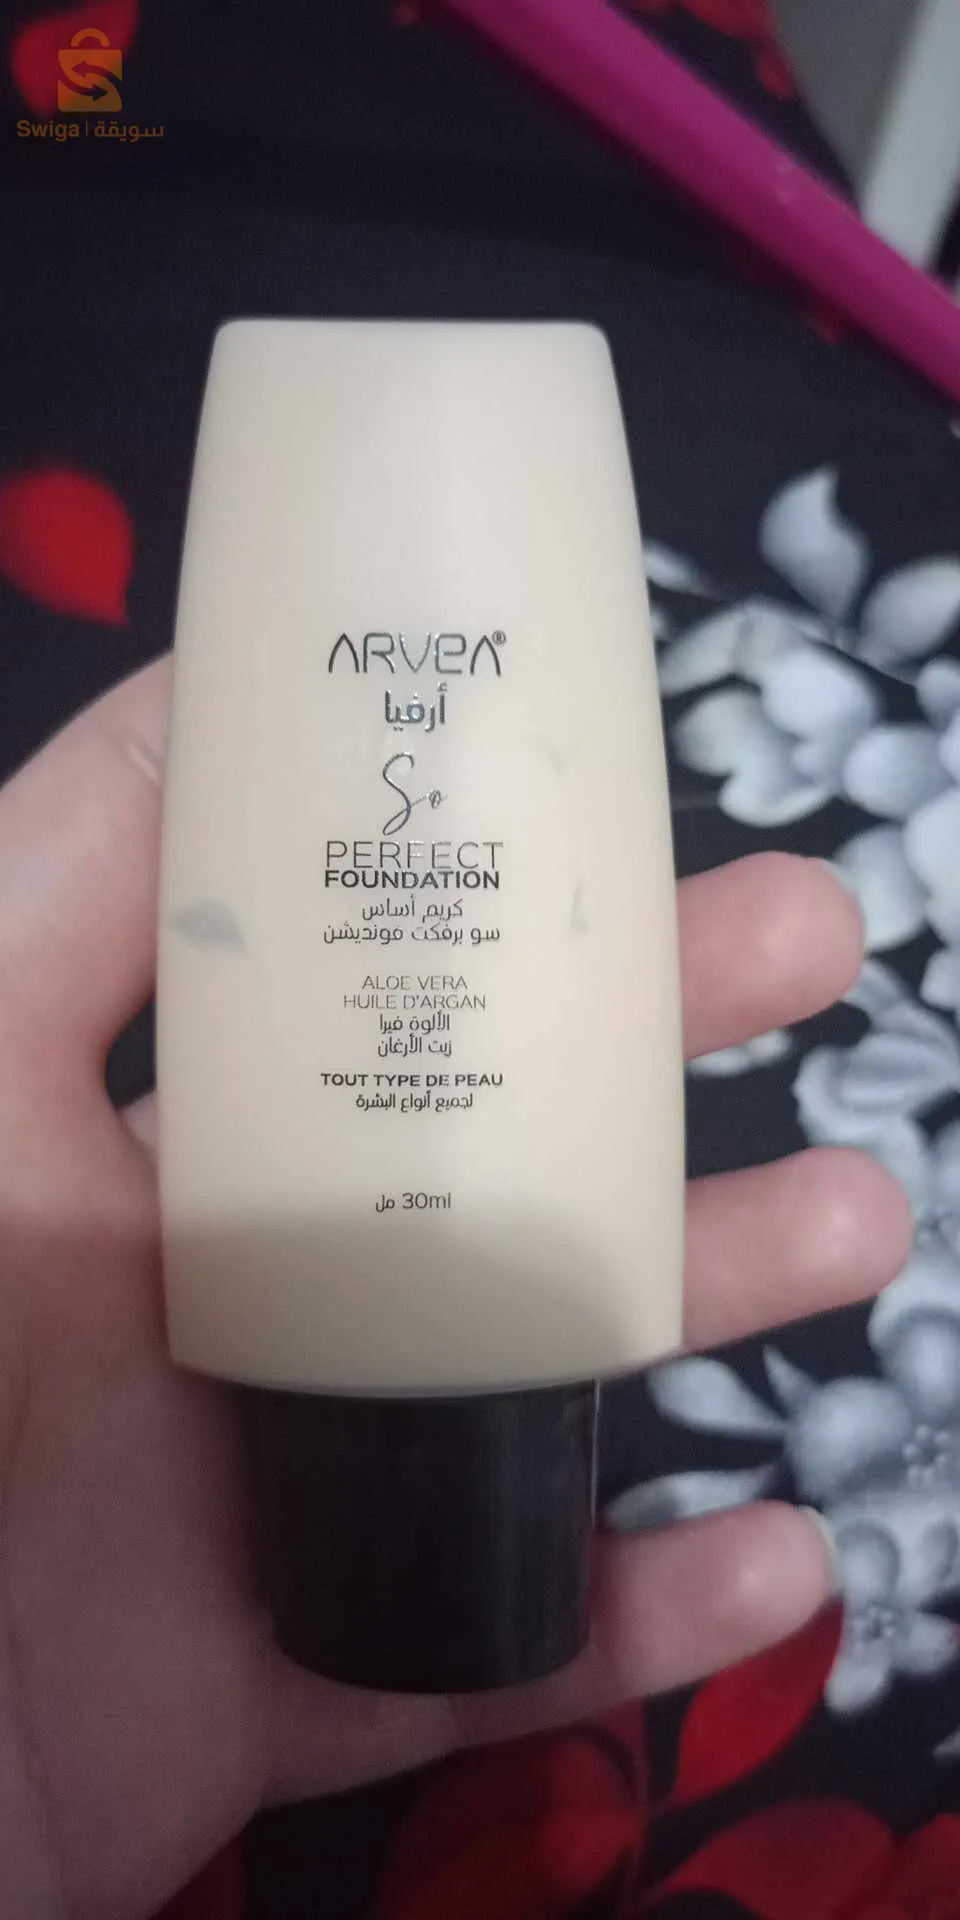 Swiga | سويقة
ARVEA®
أرفيا
So
PERFECT
FOUNDATION
كريم أساس
سو برفكت فونديشن
ALOE VERA
HUILE D'ARGAN
الألوة فيرا
زيت الأرغان
TOUT TYPE DE PEAU
لجميع أنواع البشرة
30ml مل